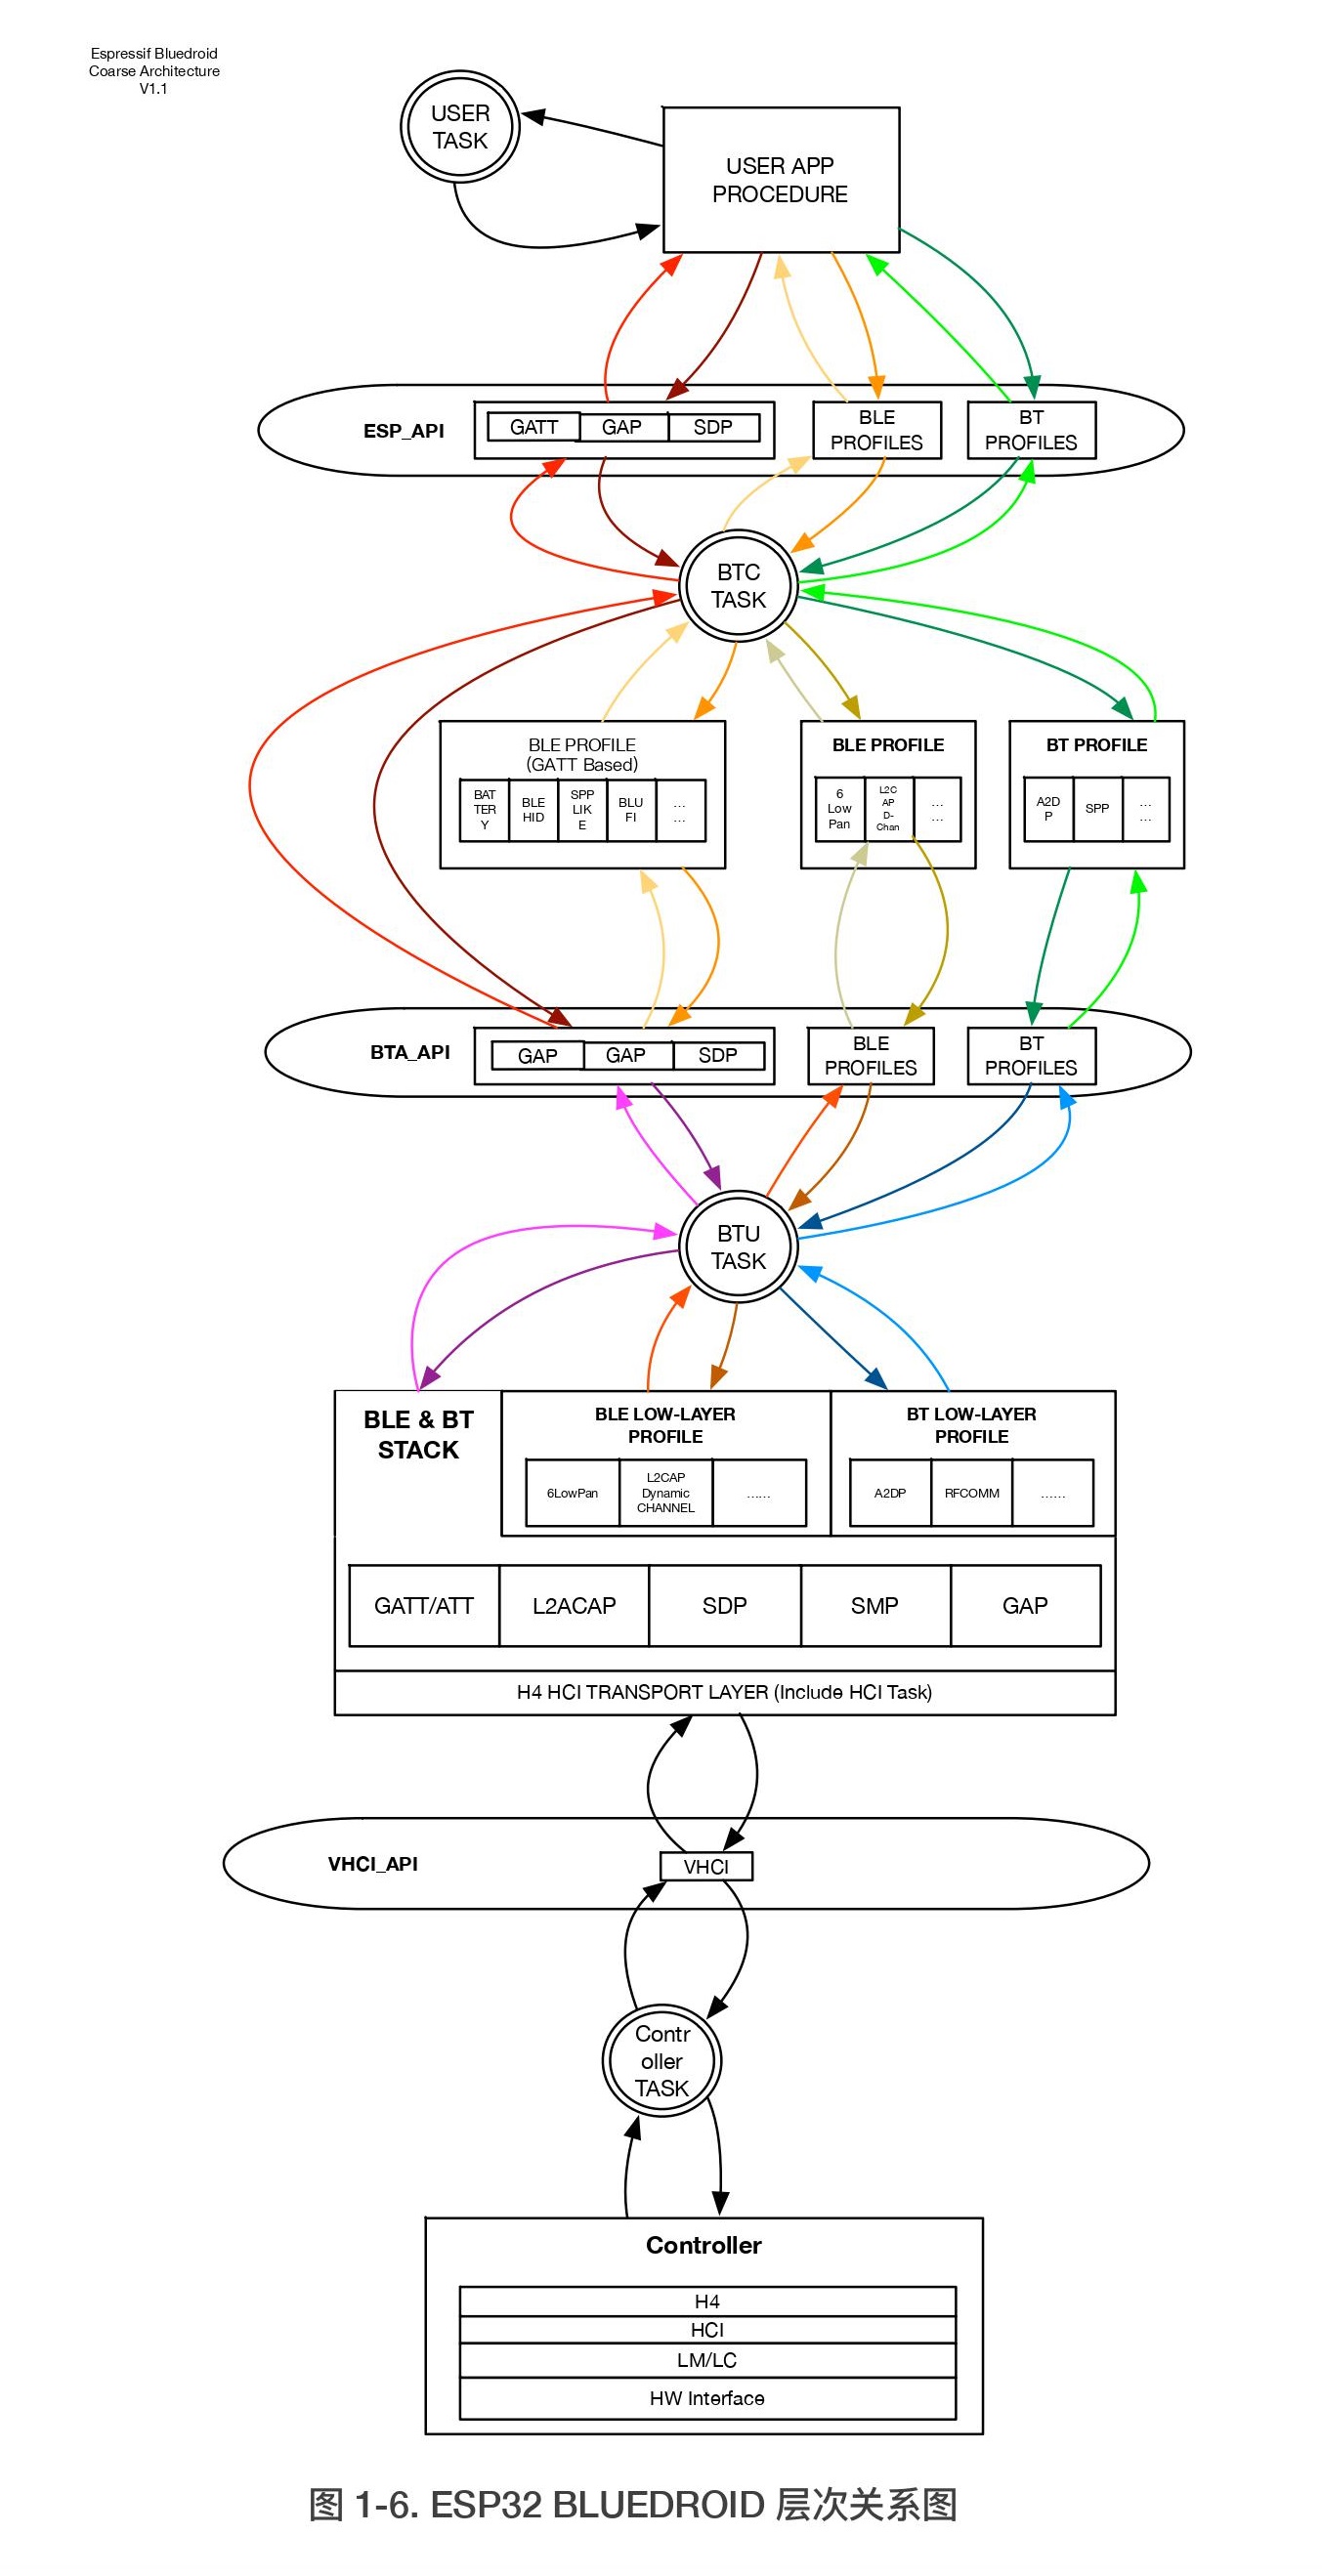 Espressif Bluedroid
Coarse Architecture
V1.1
USER
TASK
USER APP
PROCEDURE
ESP_API
GATT
GAP
SDP
BLE
PROFILES
BT
PROFILES
BTC
TASK
BLE PROFILE
(GATT Based)
BAT
TER
Y
BLE
HID
SPP
LIK
E
BLU
FI
...
...
BLE PROFILE
6
Low
Pan
L2C
AP
D-
Chan
...
...
BT PROFILE
A2D
P
SPP
...
...
BTA_API
GAP
GAP
SDP
BLE
PROFILES
BT
PROFILES
BTU
TASK
BLE & BT
STACK
BLE LOW-LAYER
PROFILE
6LowPan
L2CAP
Dynamic
CHANNEL
......
BT LOW-LAYER
PROFILE
A2DP
RFCOMM
......
GATT/ATT
L2ACAP
SDP
SMP
GAP
H4 HCI TRANSPORT LAYER (Include HCI Task)
VHCI_API
VHCI
Contr
oller
TASK
Controller
H4
HCI
LM/LC
HW Interface
图 1-6. ESP32 BLUEDROID 层次关系图